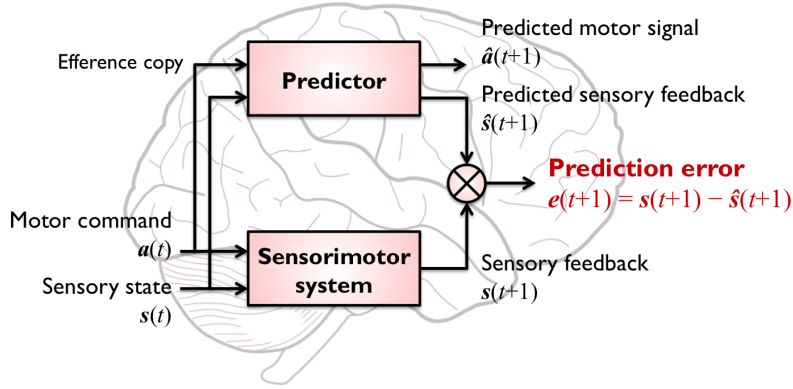 Predicted motor signal
â(t+1)
Efference copy
Predictor
Predicted sensory feedback
ŝ(t+1)
Prediction error
e(t+1) = s(t+1) − ŝ(t+1)
Motor command
a(t)
Sensorimotor
system
Sensory feedback
s(t+1)
Sensory state
s(t)